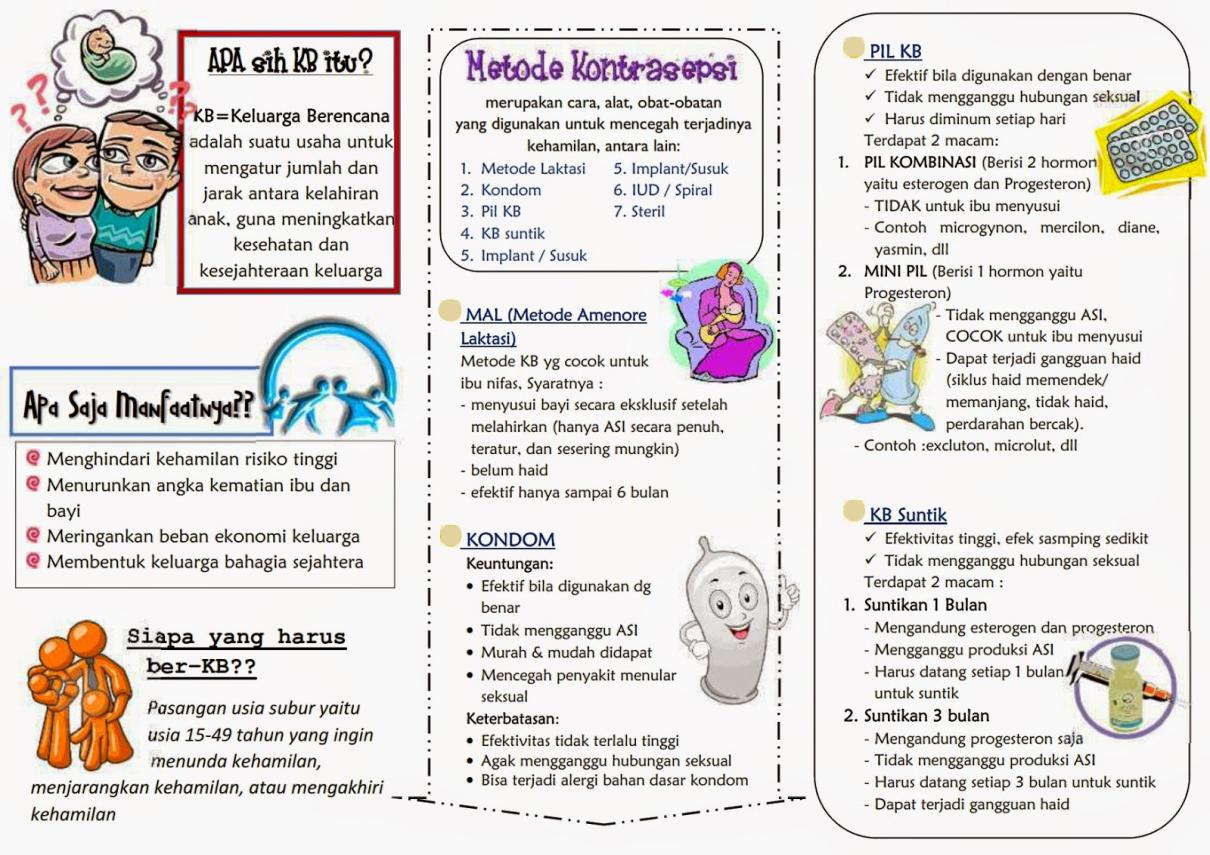 APA sih KB itu?
KB=Keluarga Berencana
adalah suatu usaha untuk
mengatur jumlah dan
jarak antara kelahiran
anak, guna meningkatkan
kesehatan dan
kesejahteraan keluarga
Apa Saja Manfaatnya??
Menghindari kehamilan risiko tinggi
Menurunkan angka kematian ibu dan
bayi
Meringankan beban ekonomi keluarga
Membentuk keluarga bahagia sejahtera
Siapa yang harus
ber-KB??
Pasangan usia subur yaitu
usia 15-49 tahun yang ingin
menunda kehamilan,
menjarangkan kehamilan, atau mengakhiri
kehamilan
Metode Kontrasepsi
merupakan cara, alat, obat-obatan
yang digunakan untuk mencegah terjadinya
kehamilan, antara lain:
1. Metode Laktasi
2. Kondom
3. Pil KB
4. KB suntik
5. Implant / Susuk
5. Implant/Susuk
6. IUD / Spiral
7. Steril
MAL (Metode Amenore
Laktasi)
Metode KB yg cocok untuk
ibu nifas, Syaratnya :
- menyusui bayi secara eksklusif setelah
melahirkan (hanya ASI secara penuh,
teratur, dan sesering mungkin)
- belum haid
- efektif hanya sampai 6 bulan
KONDOM
Keuntungan:
• Efektif bila digunakan dg
benar
• Tidak mengganggu ASI
• Murah & mudah didapat
• Mencegah penyakit menular
seksual
Keterbatasan:
• Efektivitas tidak terlalu tinggi
• Agak mengganggu hubungan seksual
• Bisa terjadi alergi bahan dasar kondom
PIL KB
✓ Efektif bila digunakan dengan benar
✓ Tidak mengganggu hubungan seksual
✓ Harus diminum setiap hari
Terdapat 2 macam:
1. PIL KOMBINASI (Berisi 2 hormon
yaitu esterogen dan Progesteron)
- TIDAK untuk ibu menyusui
- Contoh microgynon, mercilon, diane,
yasmin, dll
2. MINI PIL (Berisi 1 hormon yaitu
Progesteron)
- Tidak mengganggu ASI,
COCOK untuk ibu menyusui
- Dapat terjadi gangguan haid
(siklus haid memendek/
memanjang, tidak haid,
perdarahan bercak).
- Contoh :excluton, microlut, dll
KB Suntik
✓ Efektivitas tinggi, efek sasmping sedikit
✓ Tidak mengganggu hubungan seksual
Terdapat 2 macam :
1. Suntikan 1 Bulan
- Mengandung esterogen dan progesteron
- Mengganggu produksi ASI
- Harus datang setiap 1 bulan
untuk suntik
2. Suntikan 3 bulan
- Mengandung progesteron saja
- Tidak mengganggu produksi ASI
- Harus datang setiap 3 bulan untuk suntik
- Dapat terjadi gangguan haid